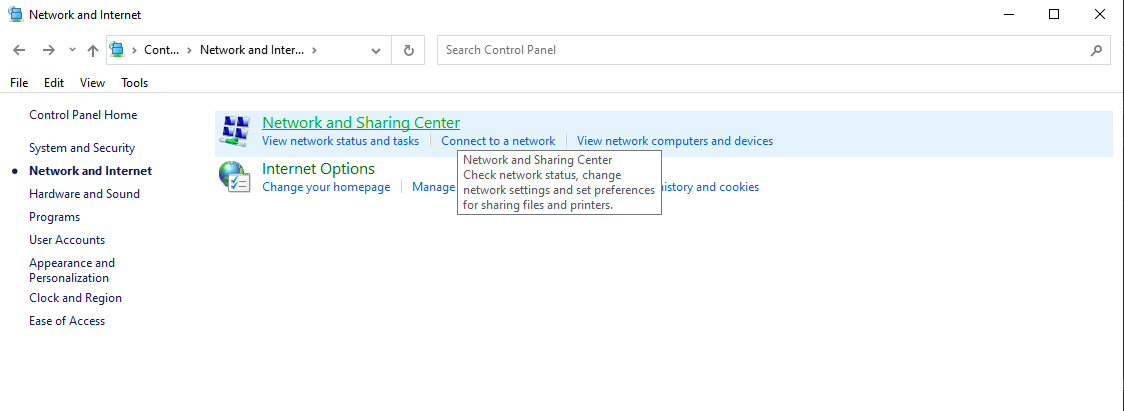 Network and Internet
Cont... Network and Inter...
Search Control Panel
File Edit View Tools
Control Panel Home
System and Security
Network and Internet
Hardware and Sound
Programs
User Accounts
Appearance and
Personalization
Clock and Region
Ease of Access
Network and Sharing Center
View network status and tasks Connect to a network View network computers and devices
Network and Sharing Center
Check network status, change
network settings and set preferences
for sharing files and printers.
Internet Options
Change your homepage Manage history and cookies